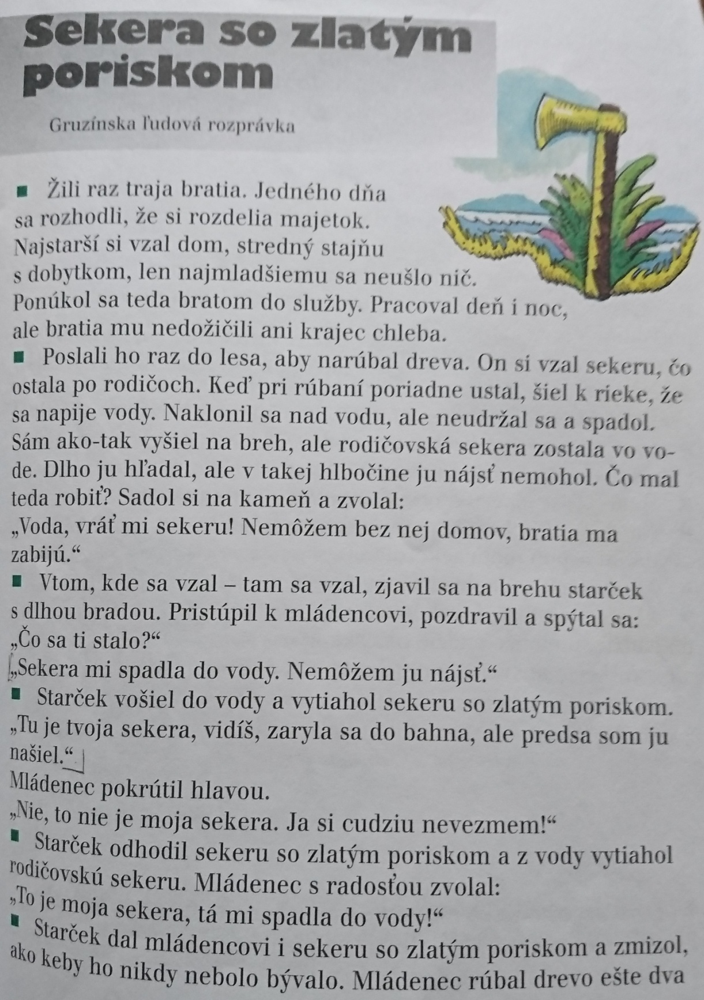 Sekera so zlatým
poriskom
Gruzínska ľudová rozprávka
▪ Žili raz traja bratia. Jedného dňa
sa rozhodli, že si rozdelia majetok.
Najstarší si vzal dom, stredný stajňu
s dobytkom, len najmladšiemu sa neušlo nič.
Ponúkol sa teda bratom do služby. Pracoval deň i noc,
ale bratia mu nedožičili ani krajec chleba.
▪ Poslali ho raz do lesa, aby narúbal dreva. On si vzal sekeru, čo
ostala po rodičoch. Keď pri rúbaní poriadne ustal, šiel k rieke, že
sa napije vody. Naklonil sa nad vodu, ale neudržal sa a spadol.
Sám ako-tak vyšiel na breh, ale rodičovská sekera zostala vo vo-
de. Dlho ju hľadal, ale v takej hlbočine ju nájsť nemohol. Čo mal
teda robiť? Sadol si na kameň a zvolal:
„Voda, vráť mi sekeru! Nemôžem bez nej domov, bratia ma
zabijú.“
▪ Vtom, kde sa vzal – tam sa vzal, zjavil sa na brehu starček
s dlhou bradou. Pristúpil k mládencovi, pozdravil a spýtal sa:
„Čo sa ti stalo?“
„Sekera mi spadla do vody. Nemôžem ju nájsť.“
▪ Starček vošiel do vody a vytiahol sekeru so zlatým poriskom.
„Tu je tvoja sekera, vidíš, zaryla sa do bahna, ale predsa som ju
našiel.“
Mládenec pokrútil hlavou.
„Nie, to nie je moja sekera. Ja si cudziu nevezmem!“
▪ Starček odhodil sekeru so zlatým poriskom a z vody vytiahol
rodičovskú sekeru. Mládenec s radosťou zvolal:
„To je moja sekera, tá mi spadla do vody!“
▪ Starček dal mládencovi i sekeru so zlatým poriskom a zmizol,
ako keby ho nikdy nebolo bývalo. Mládenec rúbal drevo ešte dva